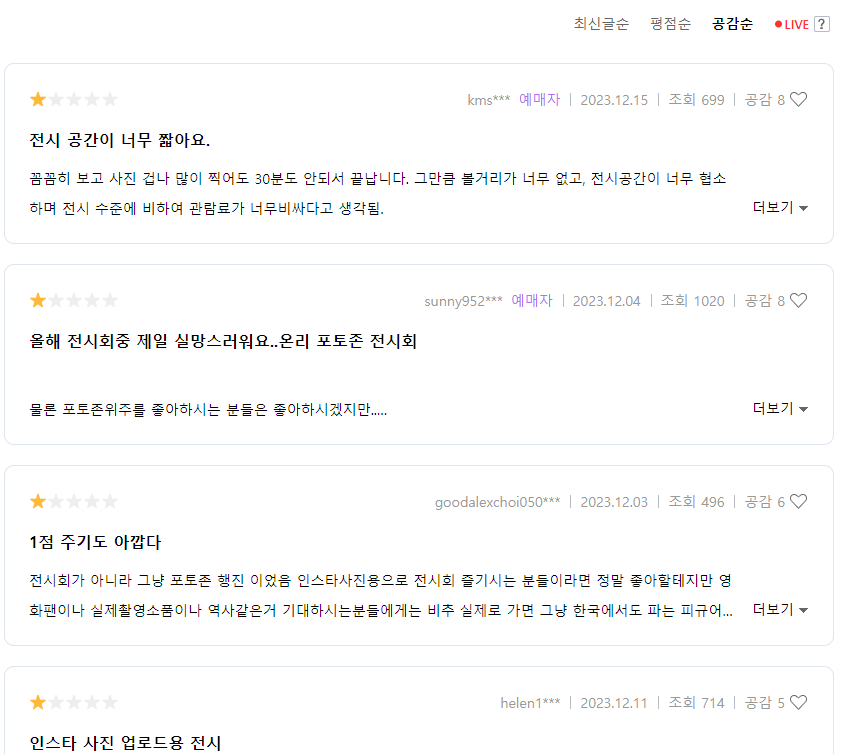 최신글순 평점순 공감순 LIVE ?
kms*** 예매자 2023.12.15 조회 699 공감 8
전시 공간이 너무 짧아요.
꼼꼼히 보고 사진 겁나 많이 찍어도 30분도 안되서 끝납니다. 그만큼 볼거리가 너무 없고, 전시공간이 너무 협소
하며 전시 수준에 비하여 관람료가 너무비싸다고 생각됨. 더보기
sunny952*** 예매자 2023.12.04 조회 1020 공감 8
올해 전시회중 제일 실망스러워요..온리 포토존 전시회
물론 포토존위주를 좋아하시는 분들은 좋아하시겠지만..... 더보기
goodalexchoi050*** 2023.12.03 조회 496 공감 6
1점 주기도 아깝다
전시회가 아니라 그냥 포토존 행진 이었음 인스타사진용으로 전시회 즐기시는 분들이라면 정말 좋아할테지만 영
화팬이나 실제촬영소품이나 역사같은거 기대하시는분들에게는 비추 실제로 가면 그냥 한국에서도 파는 피규어... 더보기
helen1*** 2023.12.11 조회 714 공감 5
인스타 사진 업로드용 전시